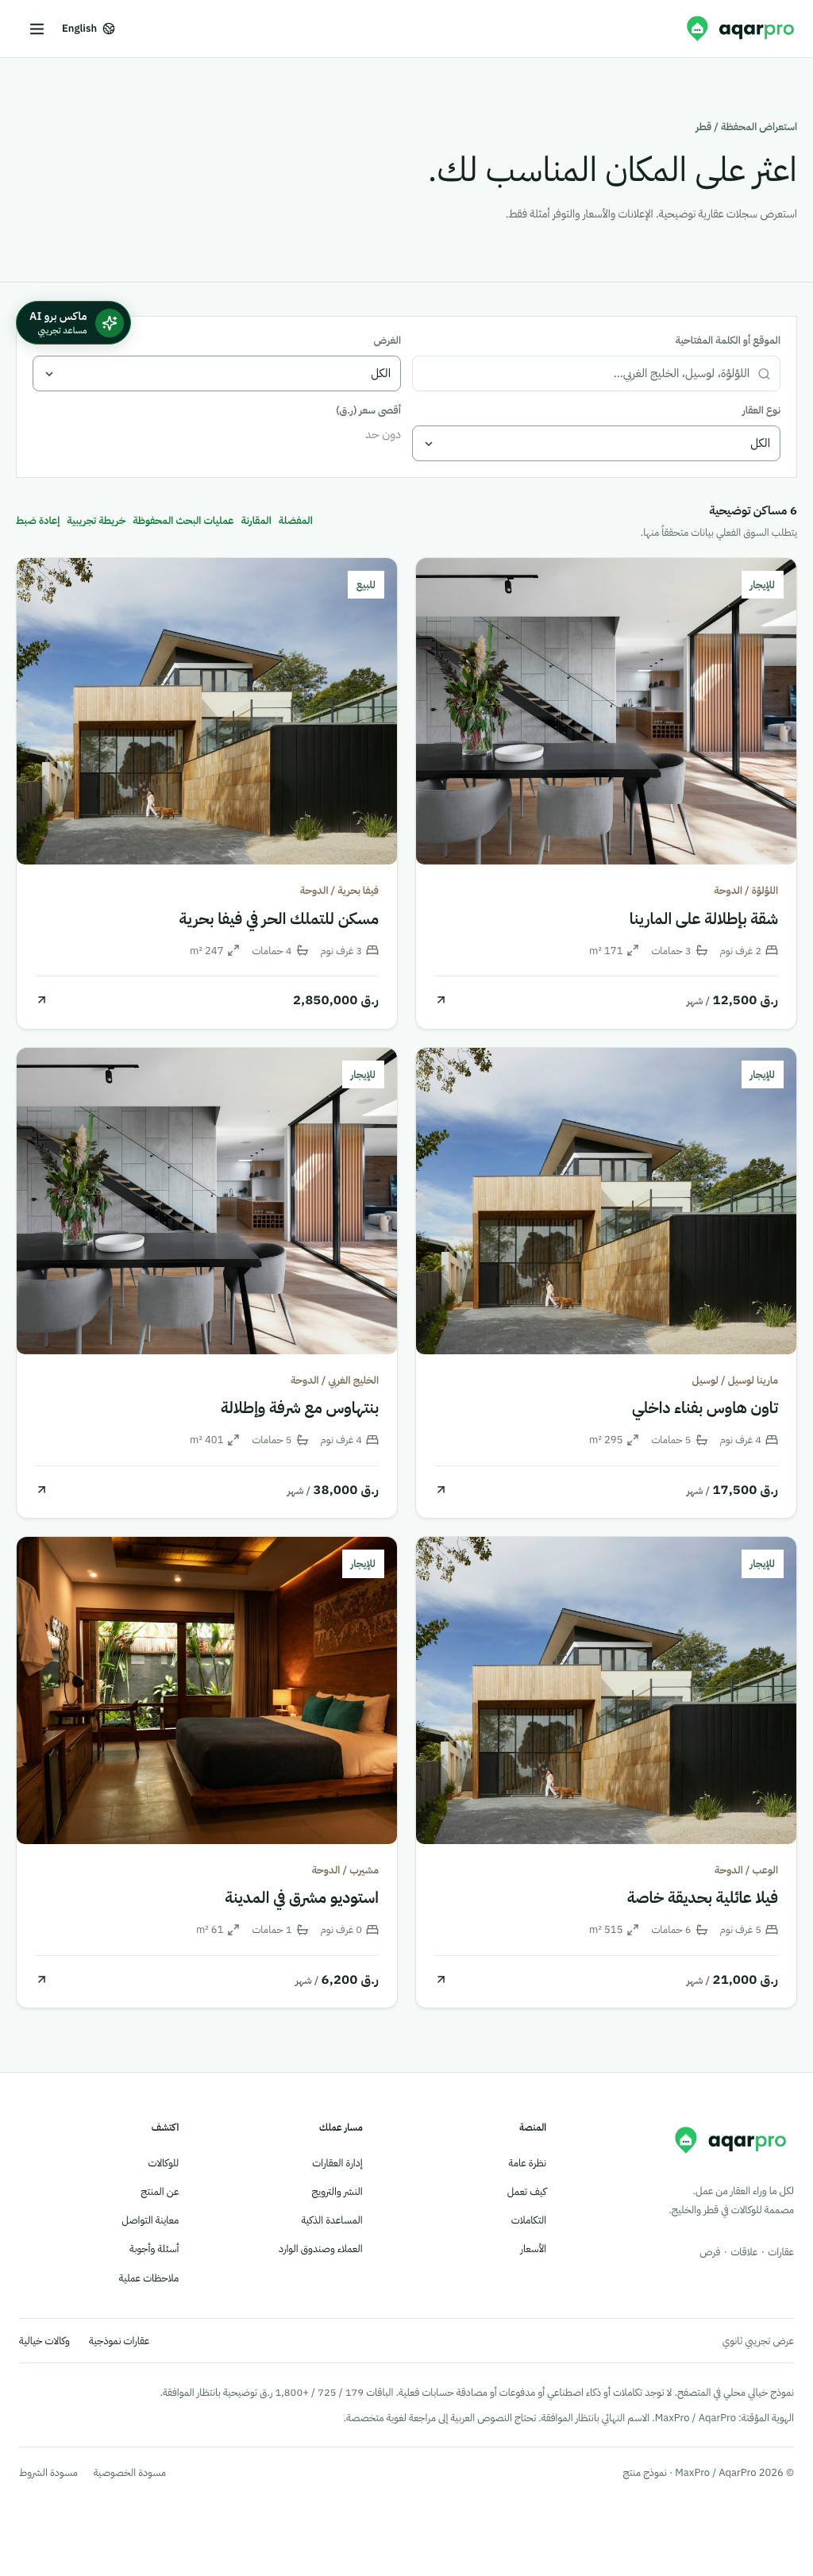 aqarpro
English
استعراض المحفظة / قطر
اعثر على المكان المناسب لك.
استعرض سجلات عقارية توضيحية. الإعلانات والأسعار والتوفر أمثلة فقط.
ماكس برو AI
مساعد تجريبي
الموقع أو الكلمة المفتاحية
الغرض
اللؤلؤة، لوسيل، الخليج الغربي...
الكل
نوع العقار
أقصى سعر (ر.ق)
الكل
دون حد
6 مساكن توضيحية
يتطلب السوق الفعلي بيانات متحققاً منها.
المفضلة
المقارنة
عمليات البحث المحفوظة
خريطة تجريبية
إعادة ضبط
للإيجار
اللؤلؤة / الدوحة
شقة بإطلالة على المارينا
2 غرف نوم
3 حمامات
171 m²
ر.ق 12,500 / شهر
للبيع
فيفا بحرية / الدوحة
مسكن للتملك الحر في فيفا بحرية
3 غرف نوم
4 حمامات
247 m²
ر.ق 2,850,000
للإيجار
مارينا لوسيل / لوسيل
تاون هاوس بفناء داخلي
4 غرف نوم
5 حمامات
295 m²
ر.ق 17,500 / شهر
للإيجار
الخليج الغربي / الدوحة
بنتهاوس مع شرفة وإطلالة
4 غرف نوم
5 حمامات
401 m²
ر.ق 38,000 / شهر
للإيجار
الوعب / الدوحة
فيلا عائلية بحديقة خاصة
5 غرف نوم
6 حمامات
515 m²
ر.ق 21,000 / شهر
للإيجار
مشيرب / الدوحة
استوديو مشرق في المدينة
0 غرف نوم
1 حمامات
61 m²
ر.ق 6,200 / شهر
aqarpro
لكل ما وراء العقار من عمل.
مصممة للوكالات في قطر والخليج.
عقارات · علاقات · فرص
المنصة
نظرة عامة
كيف تعمل
التكاملات
الأسعار
مسار عملك
إدارة العقارات
النشر والترويج
المساعدة الذكية
العملاء وصندوق الوارد
اكتشف
للوكالات
عن المنتج
معاينة التواصل
أسئلة وأجوبة
ملاحظات عملية
عرض تجريبي ثانوي
عقارات نموذجية
وكالات خيالية
نموذج خيالي محلي في المتصفح. لا توجد تكاملات أو ذكاء اصطناعي أو مدفوعات أو مصادقة حسابات فعلية. الباقات 179 / 725 / +1,800 ر.ق توضيحية بانتظار الموافقة.
الهوية المؤقتة: MaxPro / AqarPro. الاسم النهائي بانتظار الموافقة. تحتاج النصوص العربية إلى مراجعة لغوية متخصصة.
© 2026 MaxPro / AqarPro · نموذج منتج
مسودة الخصوصية
مسودة الشروط